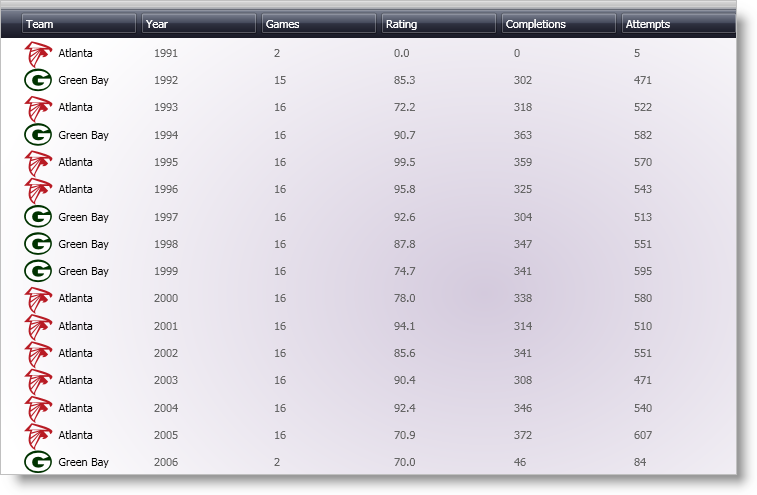 Team Year Games Rating Completions Attempts
Atlanta 1991 2 0.0 0 5
G Green Bay 1992 15 85.3 302 471
Atlanta 1993 16 72.2 318 522
G Green Bay 1994 16 90.7 363 582
Atlanta 1995 16 99.5 359 570
Atlanta 1996 16 95.8 325 543
G Green Bay 1997 16 92.6 304 513
G Green Bay 1998 16 87.8 347 551
G Green Bay 1999 16 74.7 341 595
Atlanta 2000 16 78.0 338 580
Atlanta 2001 16 94.1 314 510
Atlanta 2002 16 85.6 341 551
Atlanta 2003 16 90.4 308 471
Atlanta 2004 16 92.4 346 540
Atlanta 2005 16 70.9 372 607
G Green Bay 2006 2 70.0 46 84